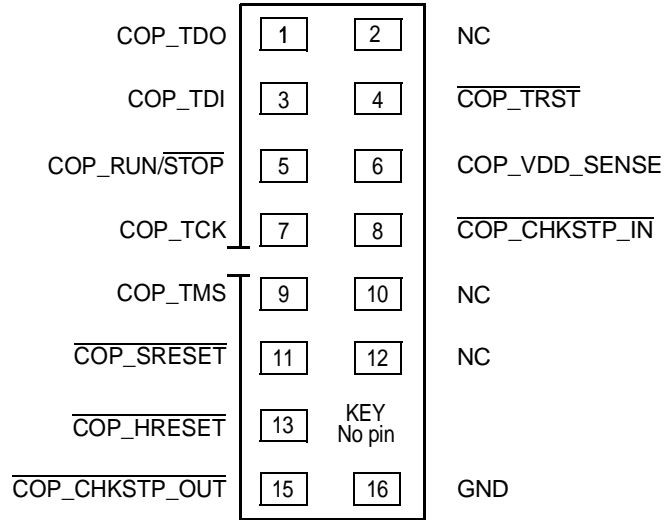 COP_TDO 1 2 NC
COP_TDI 3 4 COP_TRST
COP_RUN/STOP 5 6 COP_VDD_SENSE
COP_TCK 7 8 COP_CHKSTP_IN
COP_TMS 9 10 NC
COP_SRESET 11 12 NC
COP_HRESET 13 KEY
No pin
COP_CHKSTP_OUT 15 16 GND